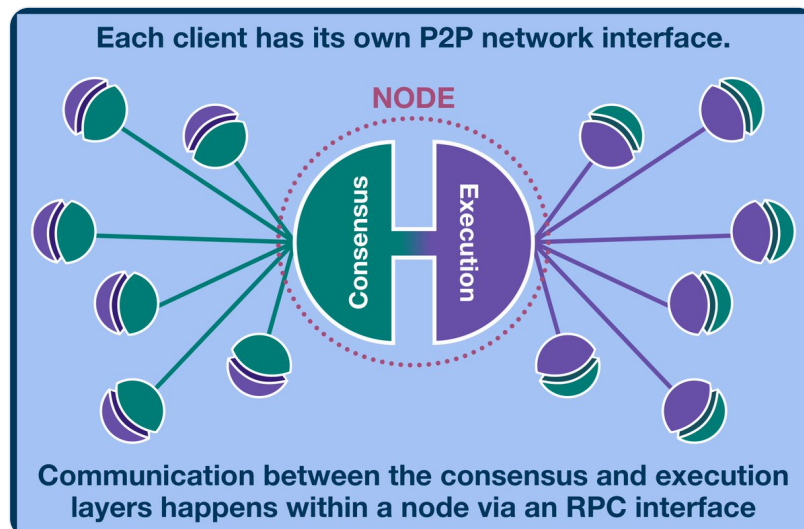 Each client has its own P2P network interface.
NODE
Consensus
Execution
Communication between the consensus and execution
layers happens within a node via an RPC interface